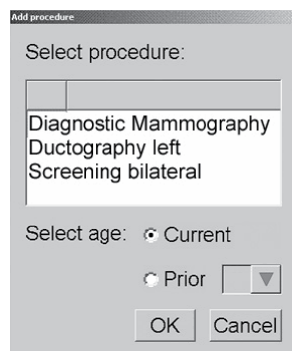 Add procedure
Select procedure:
Diagnostic Mammography
Ductography left
Screening bilateral
Select age: Current
Prior
OK Cancel